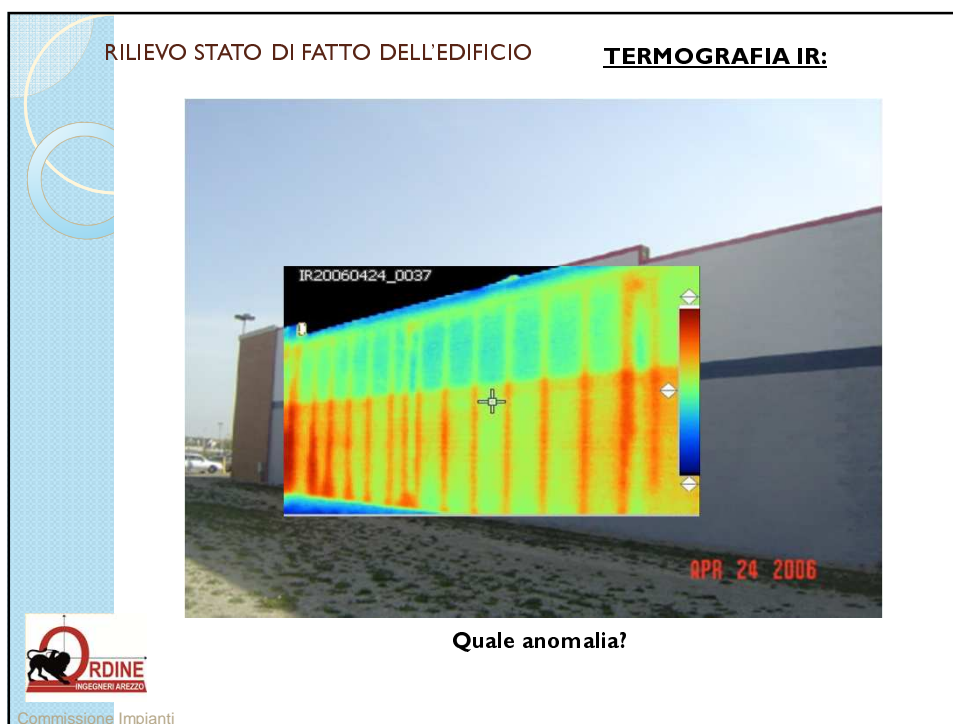 RILIEVO STATO DI FATTO DELL'EDIFICIO
TERMOGRAFIA IR:
IR20060424_0037
APR 24 2006
Quale anomalia?
ORDINE
INGEGNERI AREZZO
Commissione Impianti